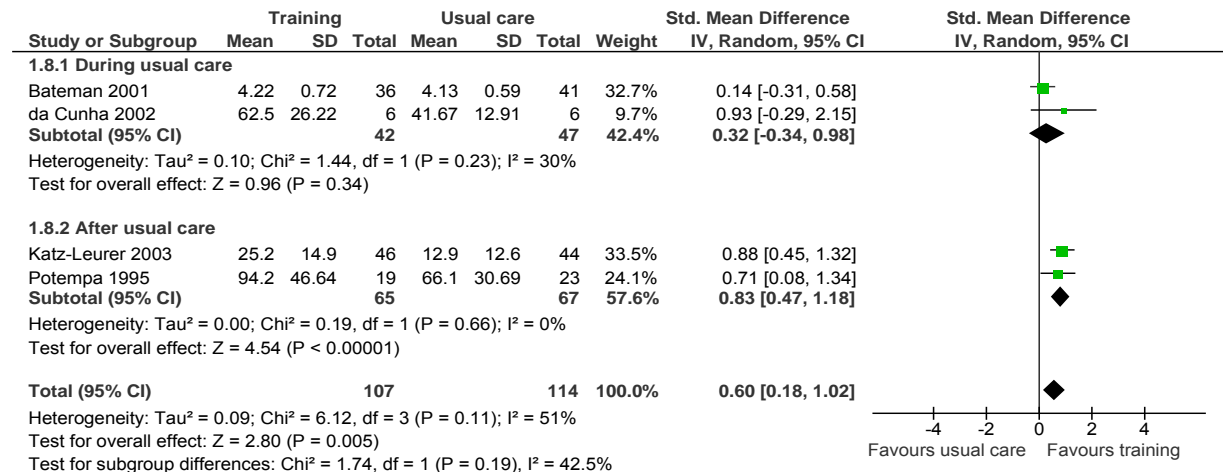 Training Usual care Std. Mean Difference Std. Mean Difference
Study or Subgroup Mean SD Total Mean SD Total Weight IV, Random, 95% CI IV, Random, 95% CI
1.8.1 During usual care
Bateman 2001 4.22 0.72 36 4.13 0.59 41 32.7% 0.14 [-0.31, 0.58]
da Cunha 2002 62.5 26.22 6 41.67 12.91 6 9.7% 0.93 [-0.29, 2.15]
Subtotal (95% CI) 42 47 42.4% 0.32 [-0.34, 0.98]
Heterogeneity: Tau² = 0.10; Chi² = 1.44, df = 1 (P = 0.23); I² = 30%
Test for overall effect: Z = 0.96 (P = 0.34)
1.8.2 After usual care
Katz-Leurer 2003 25.2 14.9 46 12.9 12.6 44 33.5% 0.88 [0.45, 1.32]
Potempa 1995 94.2 46.64 19 66.1 30.69 23 24.1% 0.71 [0.08, 1.34]
Subtotal (95% CI) 65 67 57.6% 0.83 [0.47, 1.18]
Heterogeneity: Tau² = 0.00; Chi² = 0.19, df = 1 (P = 0.66); I² = 0%
Test for overall effect: Z = 4.54 (P < 0.00001)
Total (95% CI) 107 114 100.0% 0.60 [0.18, 1.02]
Heterogeneity: Tau² = 0.09; Chi² = 6.12, df = 3 (P = 0.11); I² = 51%
Test for overall effect: Z = 2.80 (P = 0.005)
Test for subgroup differences: Chi² = 1.74, df = 1 (P = 0.19), I² = 42.5%
-4 -2 0 2 4
Favours usual care Favours training